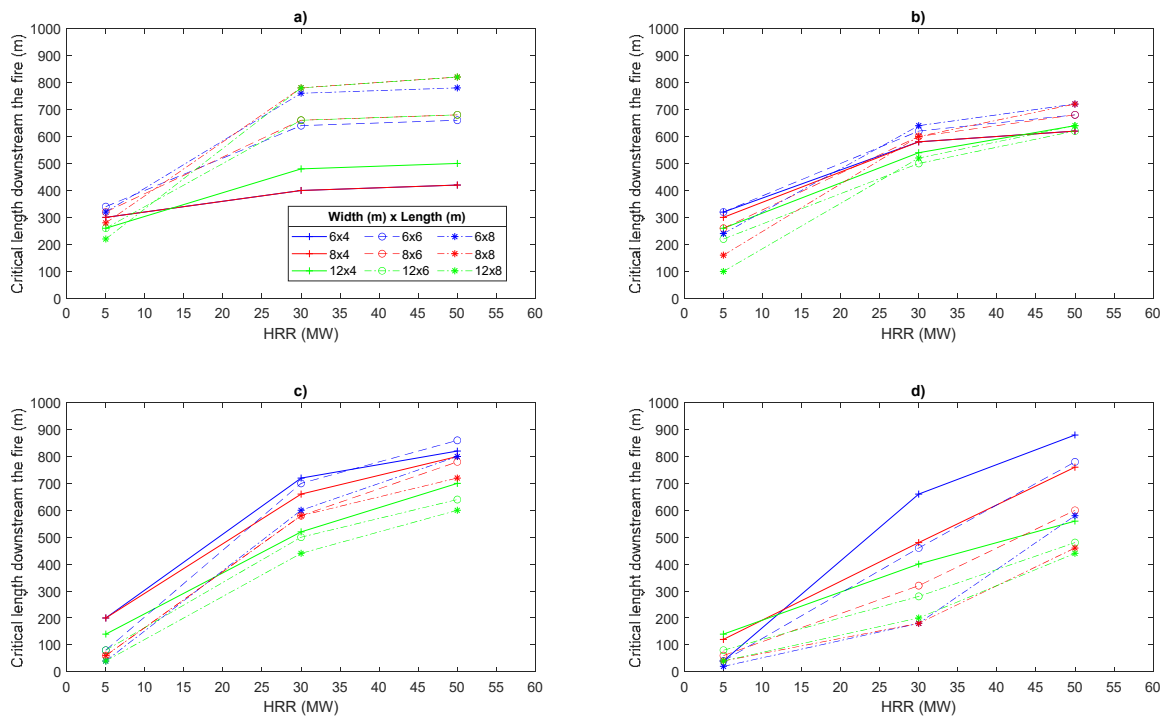 a)
Critical length downstream the fire (m)
1000
900
800
700
600
500
400
300
200
100
0
0 5 10 15 20 25 30 35 40 45 50 55 60
HRR (MW)
Width (m) x Length (m)
6x4 6x6 6x8
8x4 8x6 8x8
12x4 12x6 12x8
b)
Critical length downstream the fire (m)
1000
900
800
700
600
500
400
300
200
100
0
0 5 10 15 20 25 30 35 40 45 50 55 60
HRR (MW)
c)
Critical length downstream the fire (m)
1000
900
800
700
600
500
400
300
200
100
0
0 5 10 15 20 25 30 35 40 45 50 55 60
HRR (MW)
d)
Critical lenght downstream the fire (m)
1000
900
800
700
600
500
400
300
200
100
0
0 5 10 15 20 25 30 35 40 45 50 55 60
HRR (MW)